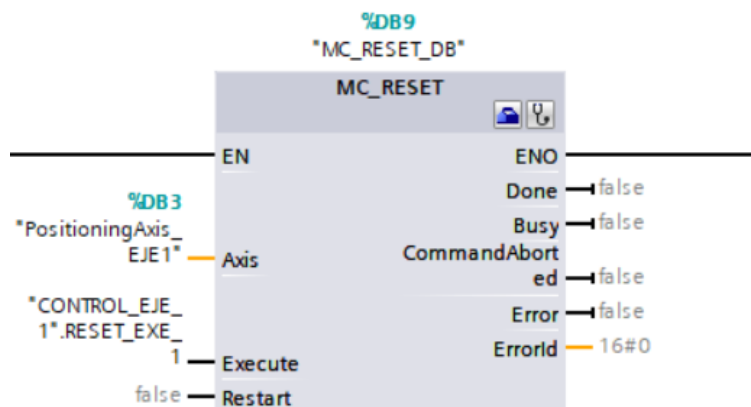 %DB9
"MC_RESET_DB"
MC_RESET
EN
ENO
Done
false
%DB3
Busy
false
"PositioningAxis_
EJE1"
Axis
CommandAbort
ed
false
"CONTROL_EJE_
1".RESET_EXE_
1
Execute
Error
false
ErrorId
16#0
false
Restart